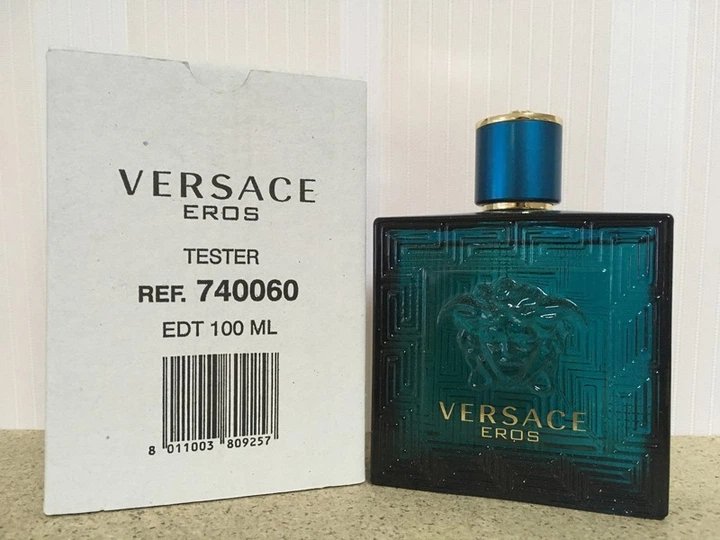 VERSACE
EROS
TESTER
REF. 740060
EDT 100 ML
8 011003 809257
VERSACE
EROS